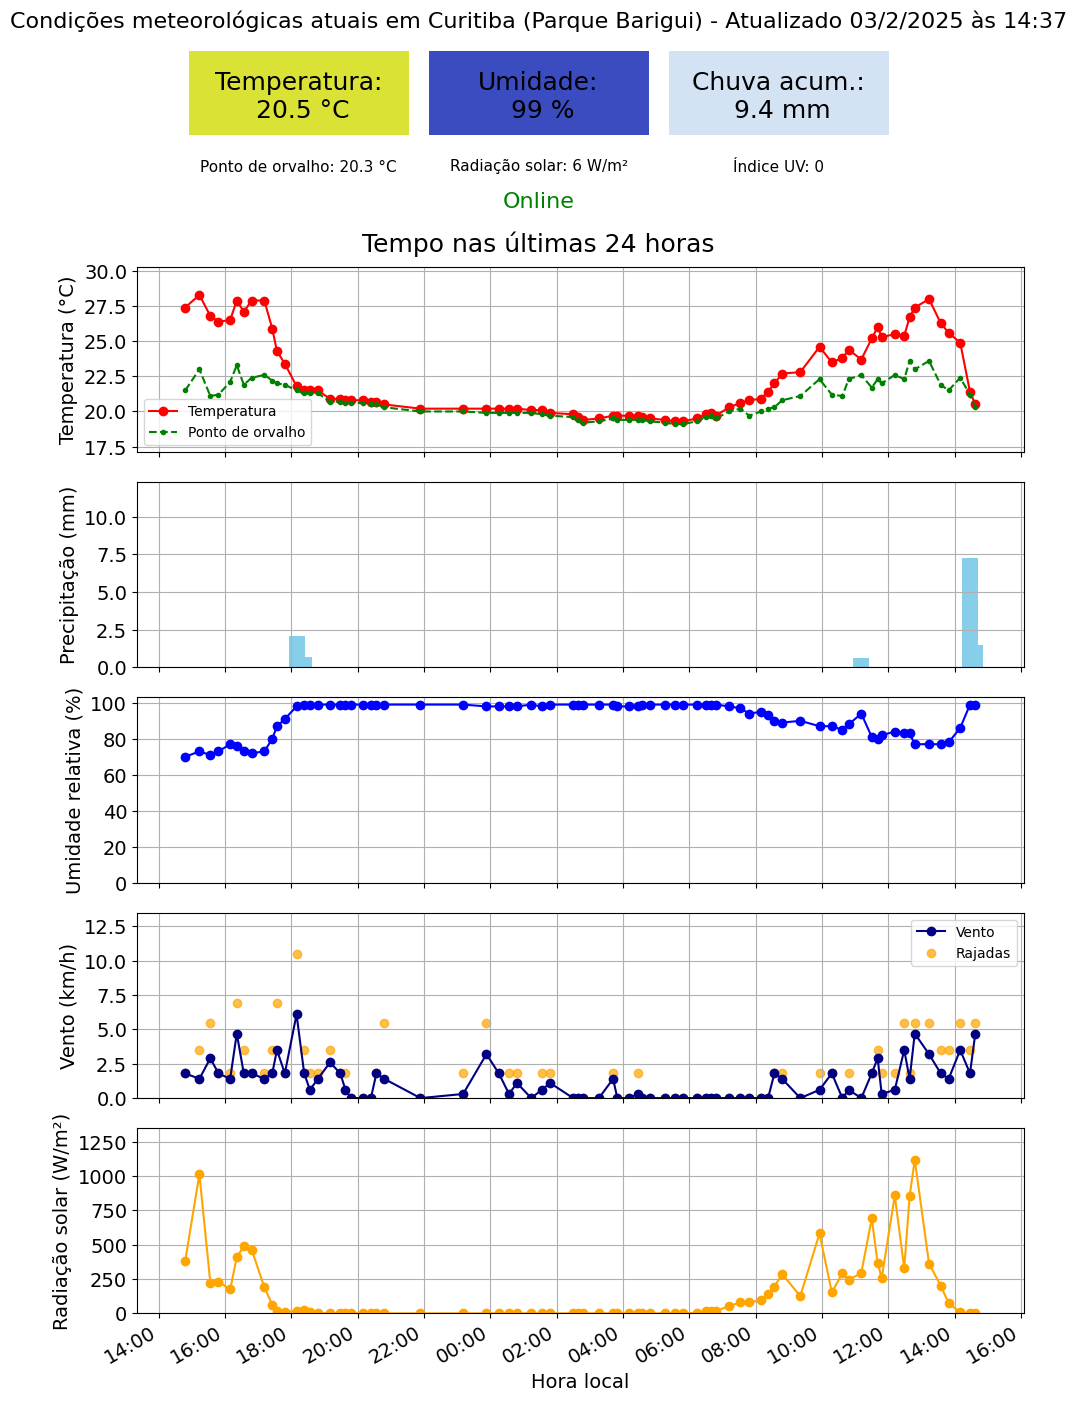 Condições meteorológicas atuais em Curitiba (Parque Barigui) - Atualizado 03/2/2025 às 14:37
Temperatura:
20.5 °C
Umidade:
99 %
Chuva acum.:
9.4 mm
Ponto de orvalho: 20.3 °C
Radiação solar: 6 W/m²
Índice UV: 0
Online
Tempo nas últimas 24 horas
Temperatura (°C)
30.0
27.5
25.0
22.5
20.0
17.5
Temperatura
Ponto de orvalho
Precipitação (mm)
10.0
7.5
5.0
2.5
0.0
Umidade relativa (%)
100
80
60
40
20
0
Vento (km/h)
12.5
10.0
7.5
5.0
2.5
0.0
Vento
Rajadas
Radiação solar (W/m²)
1250
1000
750
500
250
0
14:00 16:00 18:00 20:00 22:00 00:00 02:00 04:00 06:00 08:00 10:00 12:00 14:00 16:00
Hora local